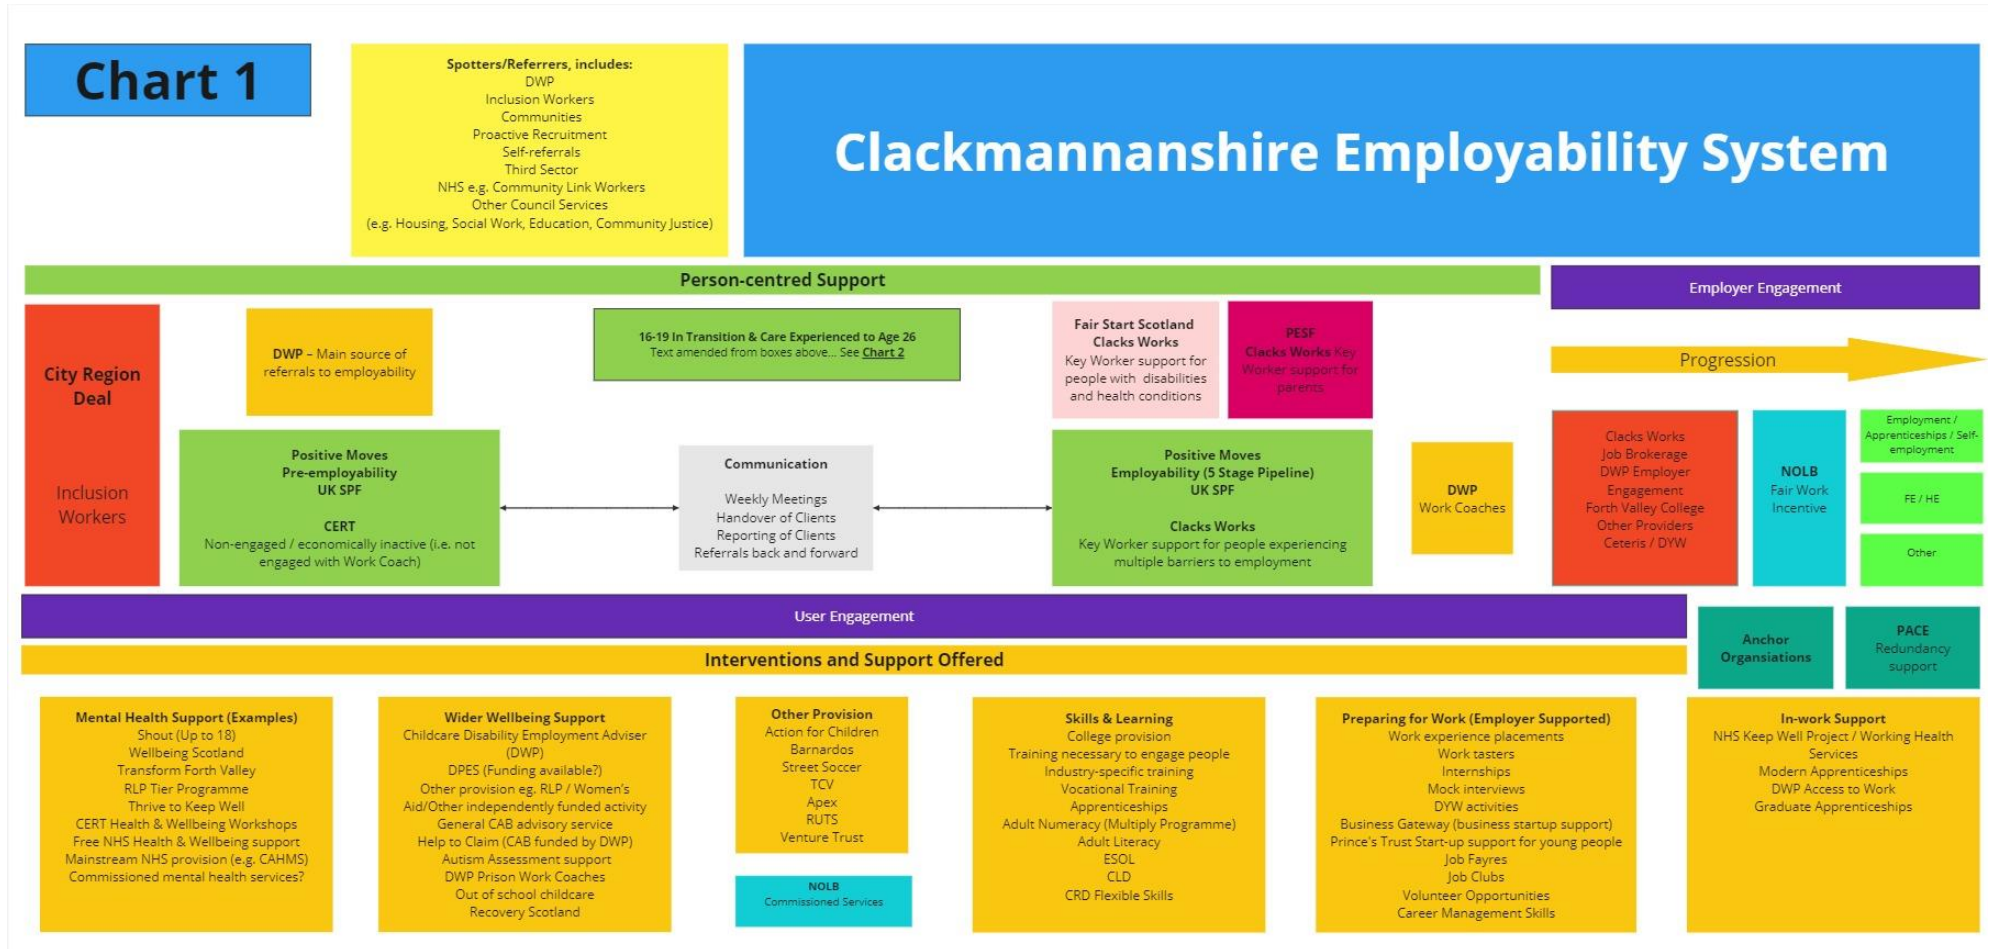 Chart 1
Spotters/Referrers, includes:
DWP
Inclusion Workers
Communities
Proactive Recruitment
Self-referrals
Third Sector
NHS e.g. Community Link Workers
Other Council Services
(e.g. Housing, Social Work, Education, Community Justice)
Clackmannanshire Employability System
Person-centred Support
Employer Engagement
City Region
Deal
Inclusion
Workers
DWP – Main source of
referrals to employability
16-19 In Transition & Care Experienced to Age 26
Text amended from boxes above... See Chart 2
Fair Start Scotland
Clacks Works
Key Worker support for
people with disabilities
and health conditions
PESF
Clacks Works Key
Worker support for
parents
Progression
Positive Moves
Pre-employability
UK SPF
CERT
Non-engaged / economically inactive (i.e. not
engaged with Work Coach)
Communication
Weekly Meetings
Handover of Clients
Reporting of Clients
Referrals back and forward
Positive Moves
Employability (5 Stage Pipeline)
UK SPF
Clacks Works
Key Worker support for people experiencing
multiple barriers to employment
DWP
Work Coaches
Clacks Works
Job Brokerage
DWP Employer
Engagement
Forth Valley College
Other Providers
Ceteris / DYW
NOLB
Fair Work
Incentive
Employment /
Apprenticeships / Self-
employment
FE / HE
Other
User Engagement
Interventions and Support Offered
Anchor
Organsiations
PACE
Redundancy
support
Mental Health Support (Examples)
Shout (Up to 18)
Wellbeing Scotland
Transform Forth Valley
RLP Tier Programme
Thrive to Keep Well
CERT Health & Wellbeing Workshops
Free NHS Health & Wellbeing support
Mainstream NHS provision (e.g. CAHMS)
Commissioned mental health services?
Wider Wellbeing Support
Childcare Disability Employment Adviser
(DWP)
DPES (Funding available?)
Other provision eg. RLP / Women's
Aid/Other independently funded activity
General CAB advisory service
Help to Claim (CAB funded by DWP)
Autism Assessment support
DWP Prison Work Coaches
Out of school childcare
Recovery Scotland
Other Provision
Action for Children
Barnardos
Street Soccer
TCV
Apex
RUTS
Venture Trust
NOLB
Commissioned Services
Skills & Learning
College provision
Training necessary to engage people
Industry-specific training
Vocational Training
Apprenticeships
Adult Numeracy (Multiply Programme)
Adult Literacy
ESOL
CLD
CRD Flexible Skills
Preparing for Work (Employer Supported)
Work experience placements
Work tasters
Internships
Mock interviews
DYW activities
Business Gateway (business startup support)
Prince's Trust Start-up support for young people
Job Fayres
Job Clubs
Volunteer Opportunities
Career Management Skills
In-work Support
NHS Keep Well Project / Working Health
Services
Modern Apprenticeships
DWP Access to Work
Graduate Apprenticeships